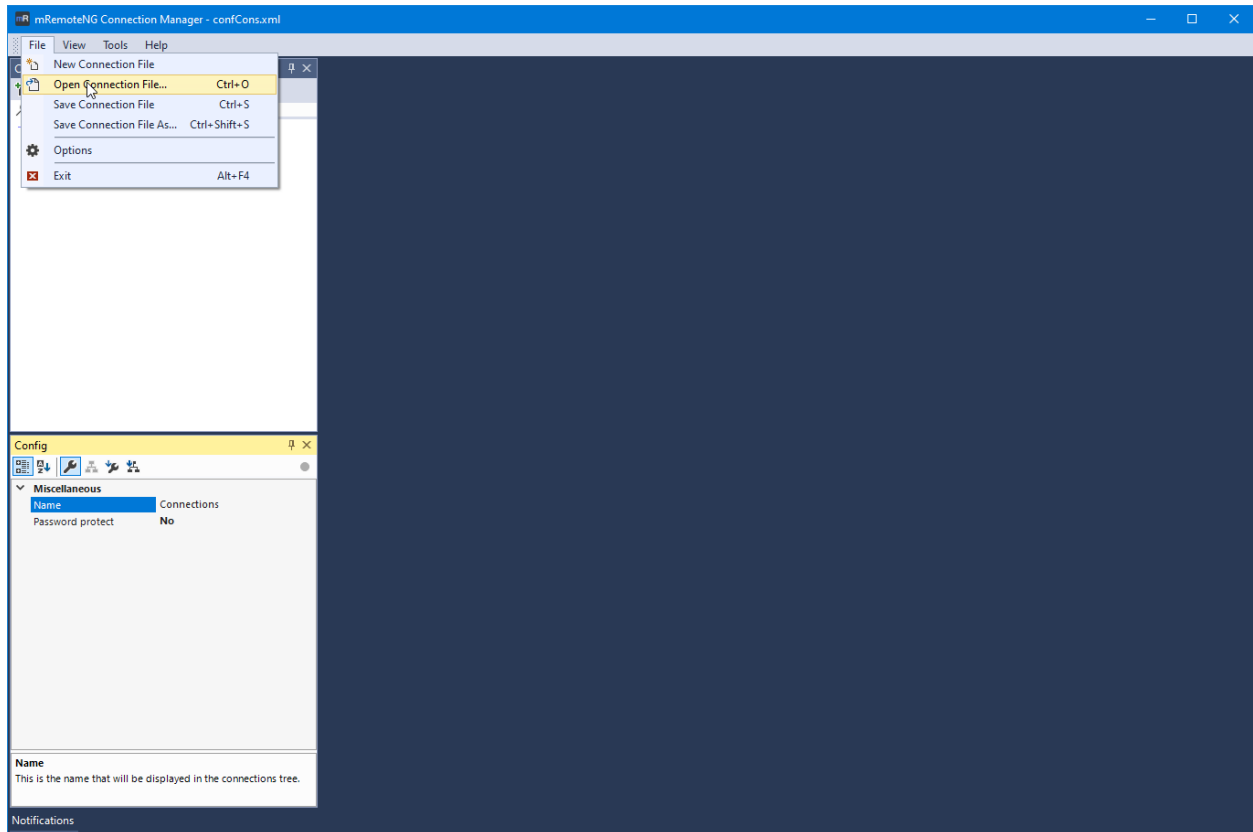 mR mRemoteNG Connection Manager - confCons.xml
File View Tools Help
New Connection File
Open Connection File... Ctrl+O
Save Connection File Ctrl+S
Save Connection File As... Ctrl+Shift+S
Options
Exit Alt+F4
Config
Miscellaneous
Name Connections
Password protect No
Name
This is the name that will be displayed in the connections tree.
Notifications